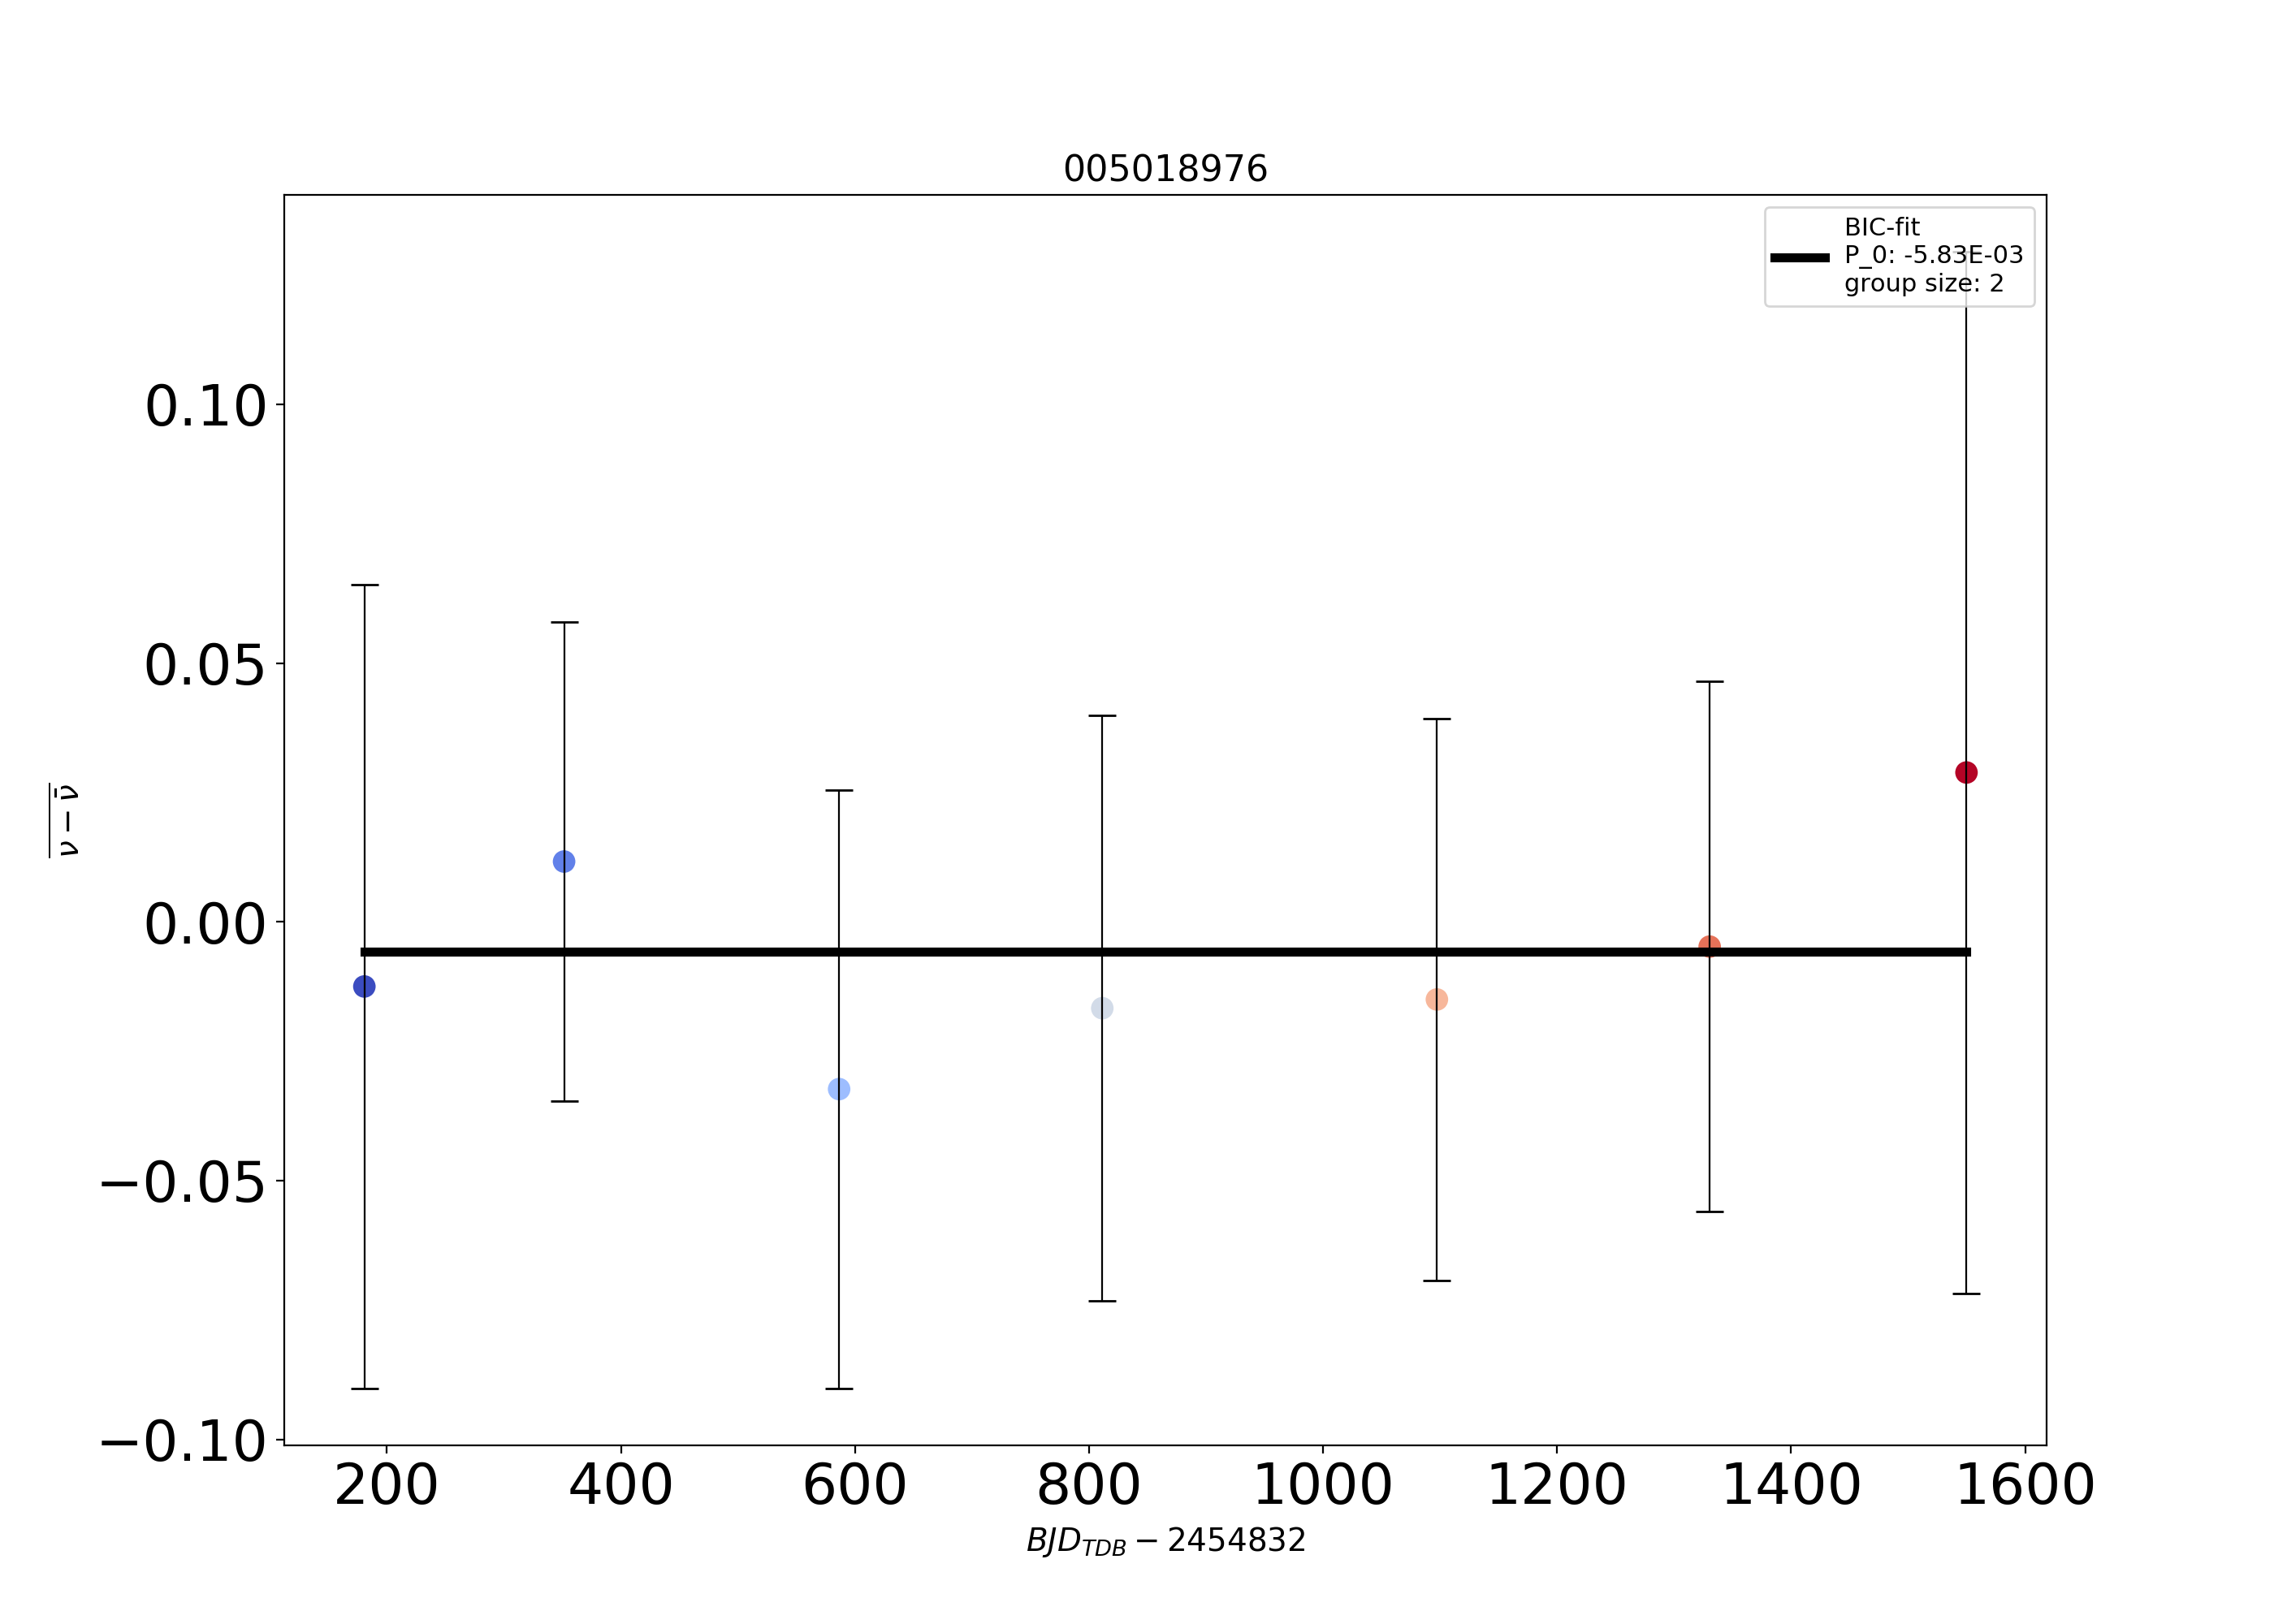 005018976
BIC-fit
P_0: -5.83E-03
group size: 2
0.10
0.05
0.00
−0.05
−0.10
ν − ν̄
200 400 600 800 1000 1200 1400 1600
BJD_TDB − 2454832